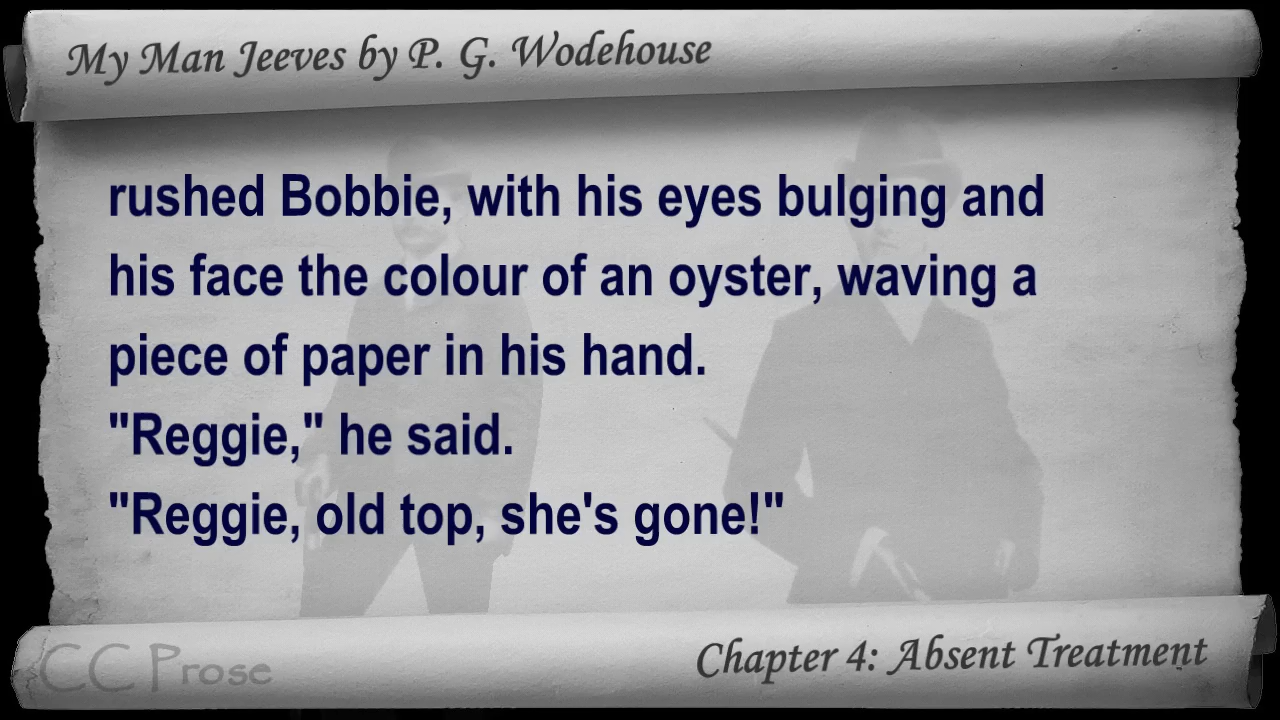 My Man Jeeves by P. G. Wodehouse
rushed Bobbie, with his eyes bulging and
his face the colour of an oyster, waving a
piece of paper in his hand.
"Reggie," he said.
"Reggie, old top, she's gone!"
CC Prose
Chapter 4: Absent Treatment